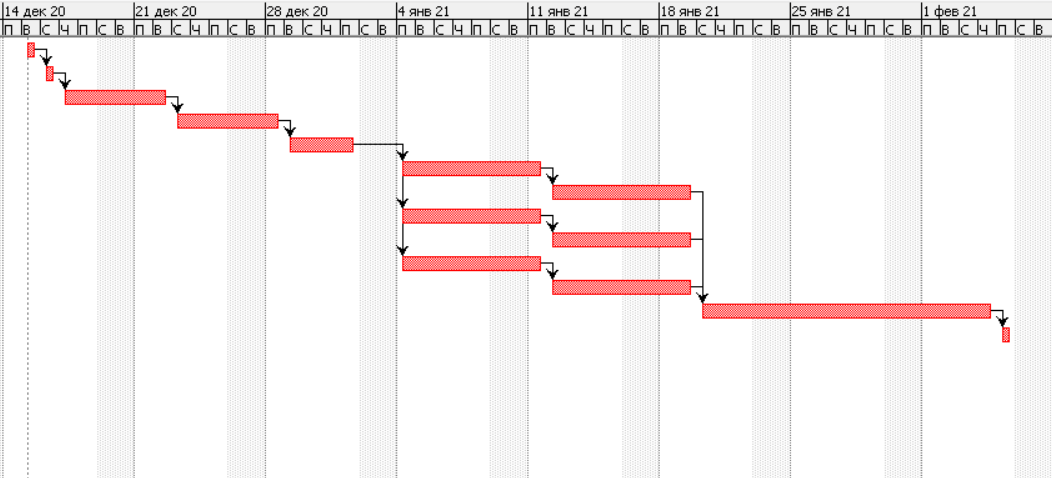 14 дек 20 21 дек 20 28 дек 20 4 янв 21 11 янв 21 18 янв 21 25 янв 21 1 фев 21
П В С Ч П С В П В С Ч П С В П В С Ч П С В П В С Ч П С В П В С Ч П С В П В С Ч П С В П В С Ч П С В П В С Ч П С В